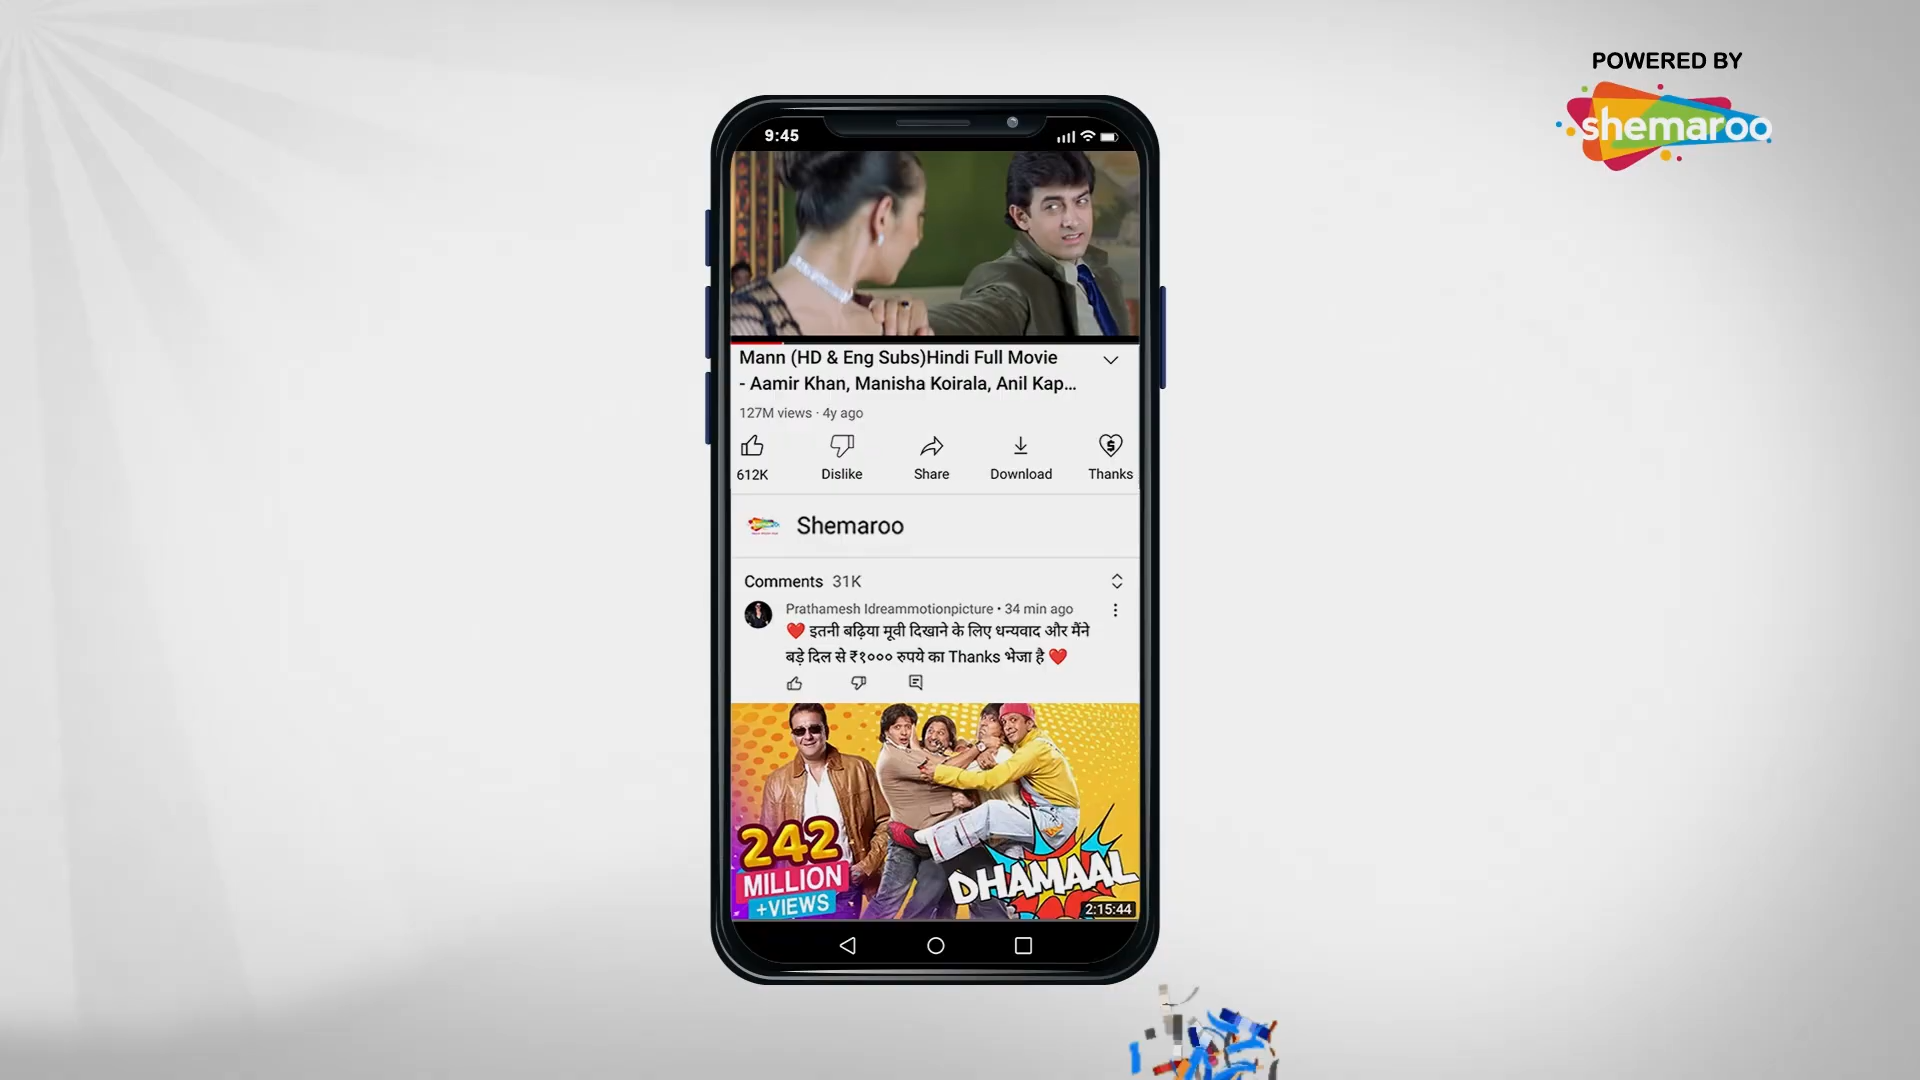 POWERED BY
shemaroo
9:45
Mann (HD & Eng Subs)Hindi Full Movie
- Aamir Khan, Manisha Koirala, Anil Kap...
127M views · 4y ago
612K
Dislike
Share
Download
Thanks
Shemaroo
Comments 31K
Prathamesh Idreammotionpicture • 34 min ago
❤️ इतनी बढ़िया मूवी दिखाने के लिए धन्यवाद और मैंने
बड़े दिल से ₹१००० रुपये का Thanks भेजा है ❤️
242
MILLION
+VIEWS
DHAMAAL
2:15:44